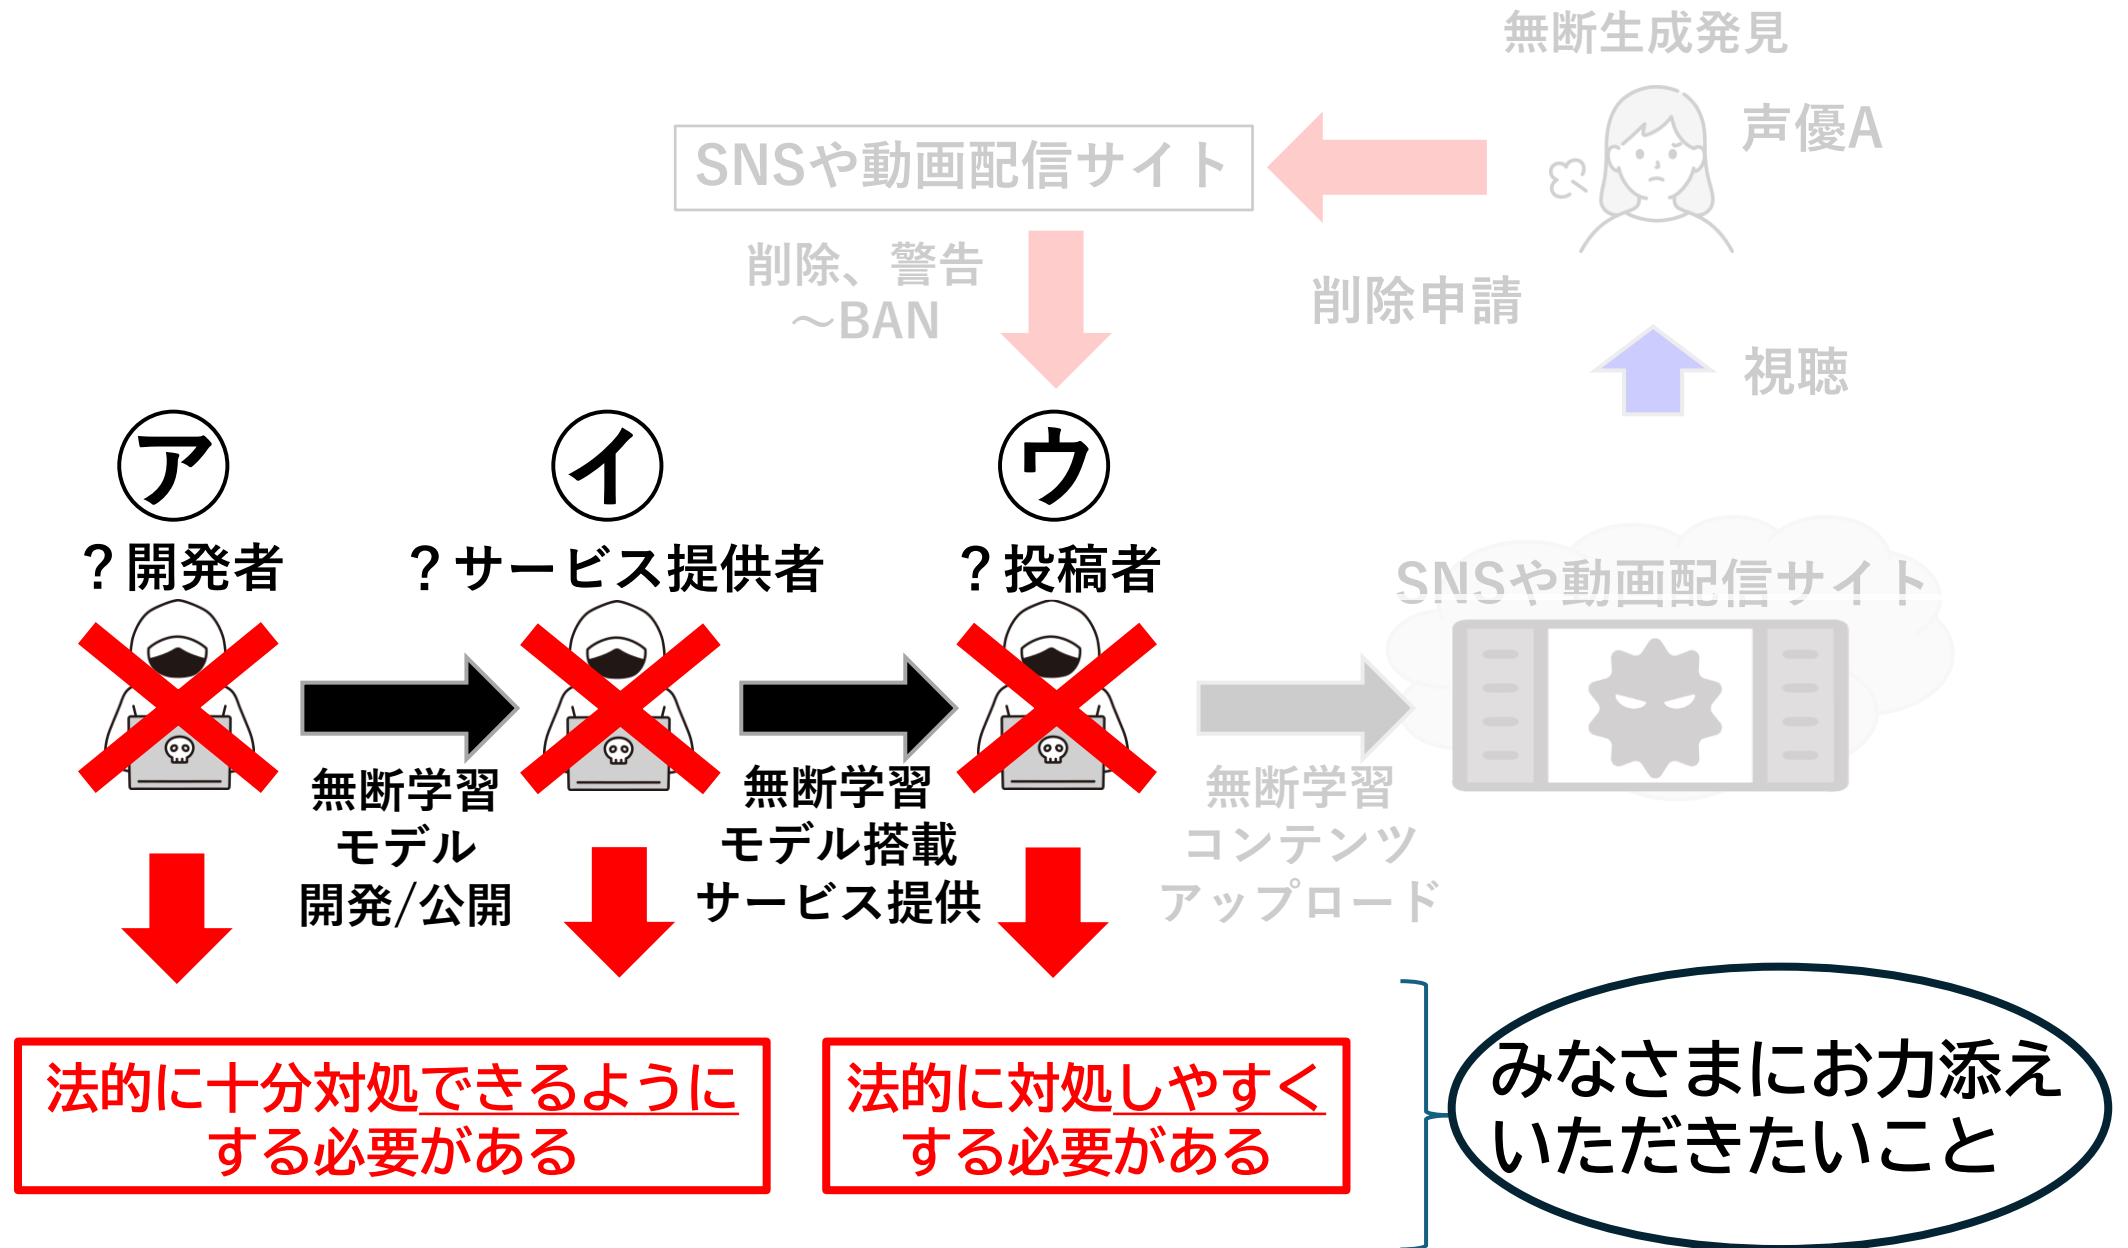 無断生成発見
声優A
SNSや動画配信サイト
削除、警告
～BAN
削除申請
視聴
ア
イ
ウ
？開発者
？サービス提供者
？投稿者
SNSや動画配信サイト
無断学習
モデル
開発/公開
無断学習
モデル搭載
サービス提供
無断学習
コンテンツ
アップロード
法的に十分対処できるように
する必要がある
法的に対処しやすく
する必要がある
みなさまにお力添え
いただきたいこと